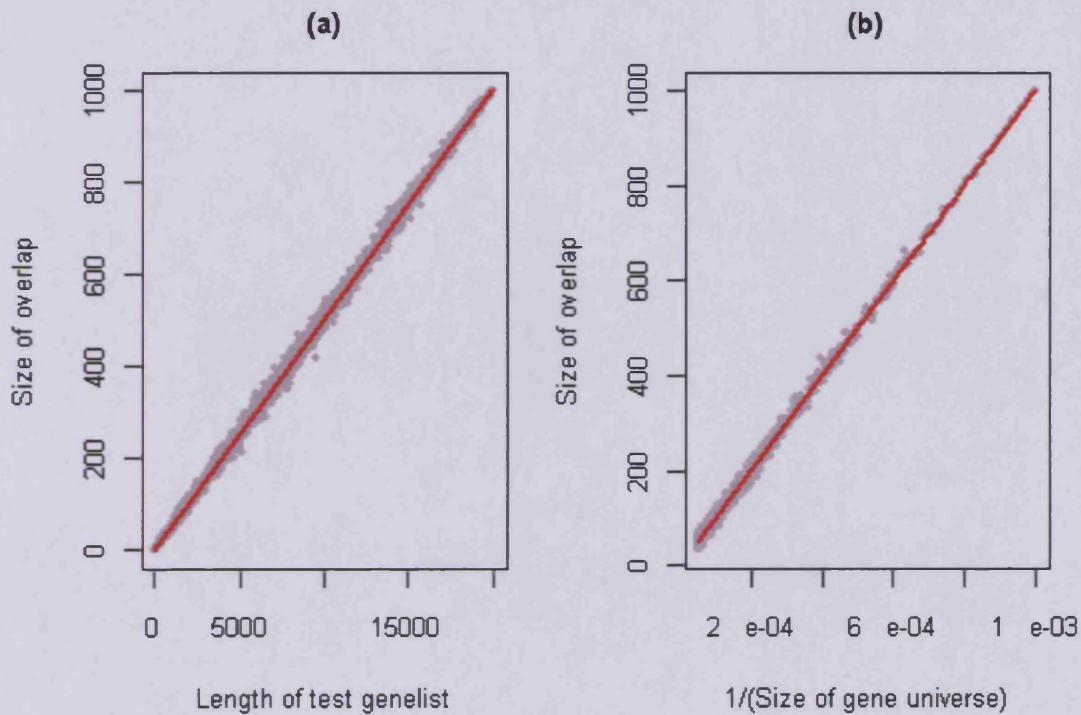 (a)
Size of overlap
1000
800
600
400
200
0
0 5000 15000
Length of test genelist
(b)
Size of overlap
1000
800
600
400
200
0
2 e-04 6 e-04 1 e-03
1/(Size of gene universe)